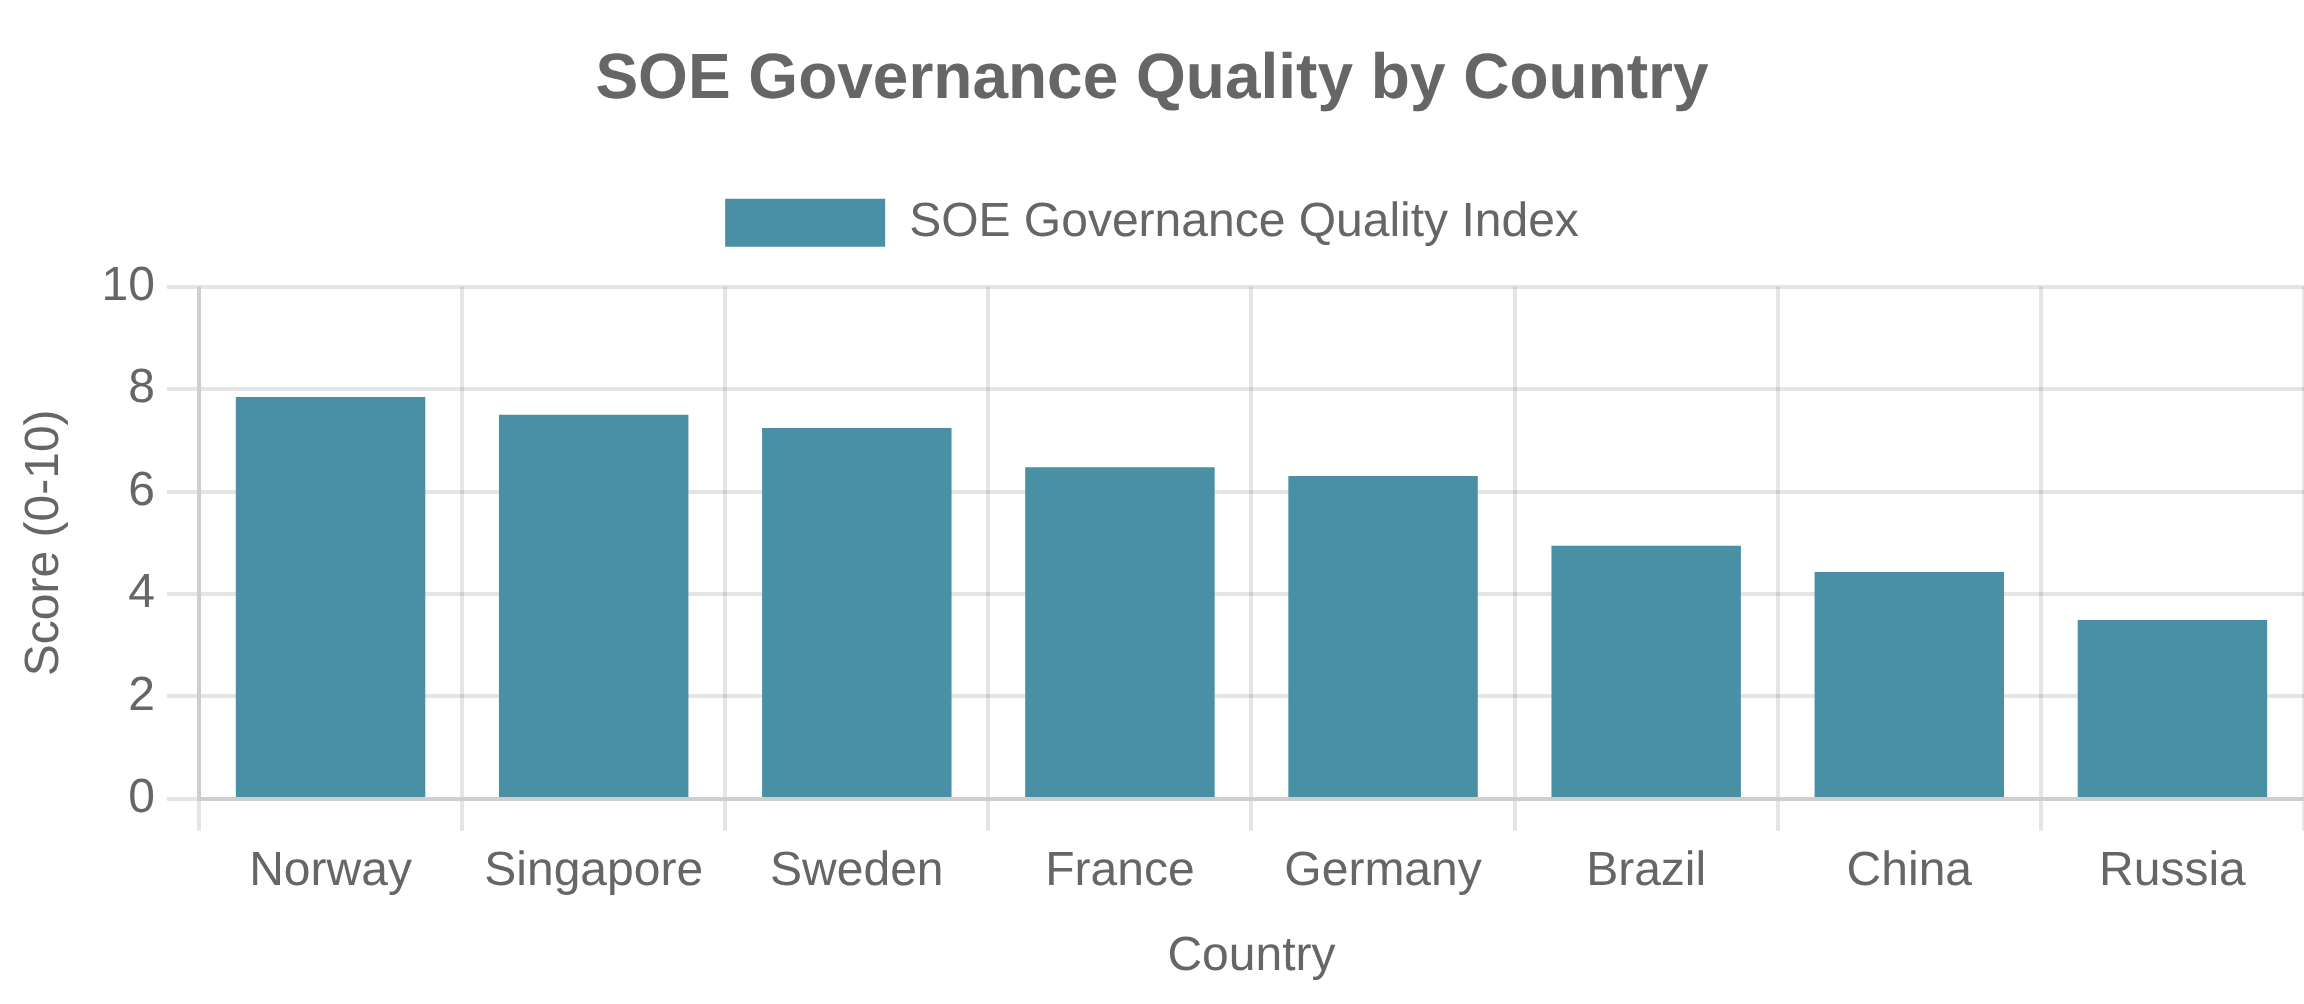 SOE Governance Quality by Country
SOE Governance Quality Index
10
8
6
4
2
0
Score (0-10)
Norway Singapore Sweden France Germany Brazil China Russia
Country